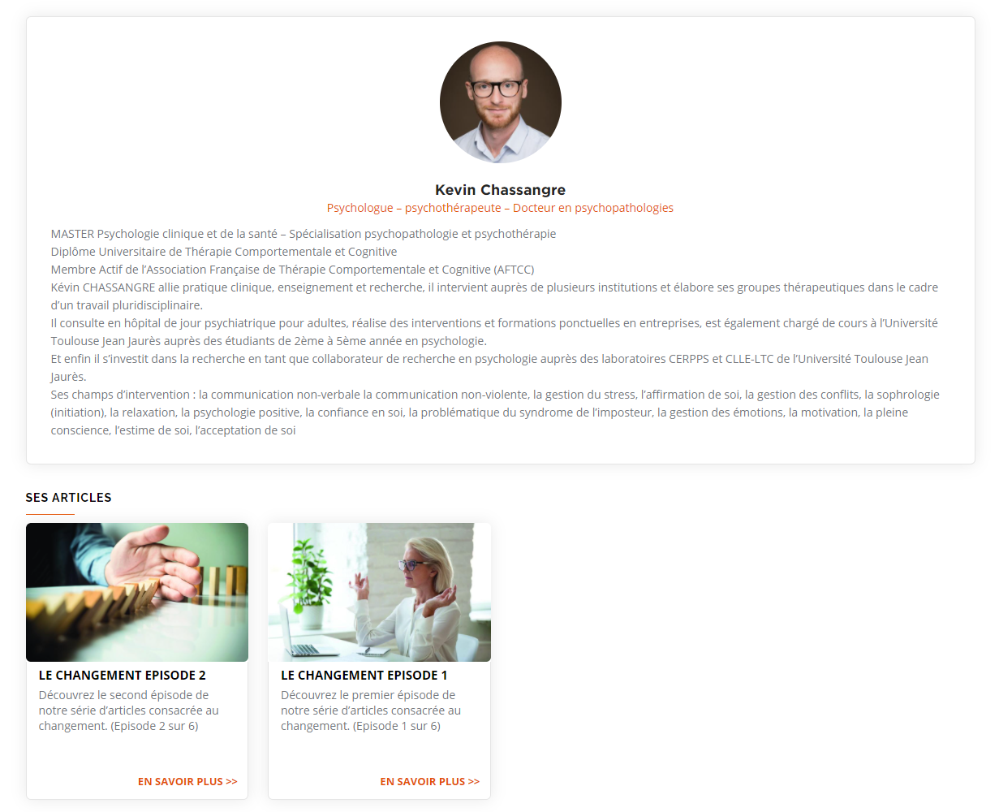 Kevin Chassangre
Psychologue – psychothérapeute – Docteur en psychopathologies
MASTER Psychologie clinique et de la santé – Spécialisation psychopathologie et psychothérapie
Diplôme Universitaire de Thérapie Comportementale et Cognitive
Membre Actif de l’Association Française de Thérapie Comportementale et Cognitive (AFTCC)
Kévin CHASSANGRE allie pratique clinique, enseignement et recherche, il intervient auprès de plusieurs institutions et élabore ses groupes thérapeutiques dans le cadre
d’un travail pluridisciplinaire.
Il consulte en hôpital de jour psychiatrique pour adultes, réalise des interventions et formations ponctuelles en entreprises, est également chargé de cours à l’Université
Toulouse Jean Jaurès auprès des étudiants de 2ème à 5ème année en psychologie.
Et enfin il s’investit dans la recherche en tant que collaborateur de recherche en psychologie auprès des laboratoires CERPPS et CLLE-LTC de l’Université Toulouse Jean
Jaurès.
Ses champs d’intervention : la communication non-verbale la communication non-violente, la gestion du stress, l’affirmation de soi, la gestion des conflits, la sophrologie
(initiation), la relaxation, la psychologie positive, la confiance en soi, la problématique du syndrome de l’imposteur, la gestion des émotions, la motivation, la pleine
conscience, l’estime de soi, l’acceptation de soi
SES ARTICLES
LE CHANGEMENT EPISODE 2
Découvrez le second épisode de
notre série d’articles consacrée au
changement. (Episode 2 sur 6)
EN SAVOIR PLUS >>
LE CHANGEMENT EPISODE 1
Découvrez le premier épisode de
notre série d’articles consacrée au
changement. (Episode 1 sur 6)
EN SAVOIR PLUS >>